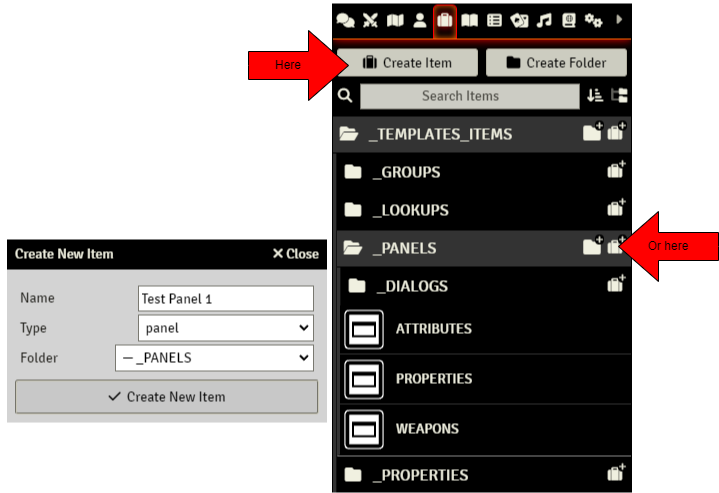 Here
Create Item
Create Folder
Search Items
_TEMPLATES_ITEMS
_GROUPS
_LOOKUPS
_PANELS
Or here
_DIALOGS
ATTRIBUTES
PROPERTIES
WEAPONS
_PROPERTIES
Create New Item
Close
Name
Test Panel 1
Type
panel
Folder
— _PANELS
Create New Item